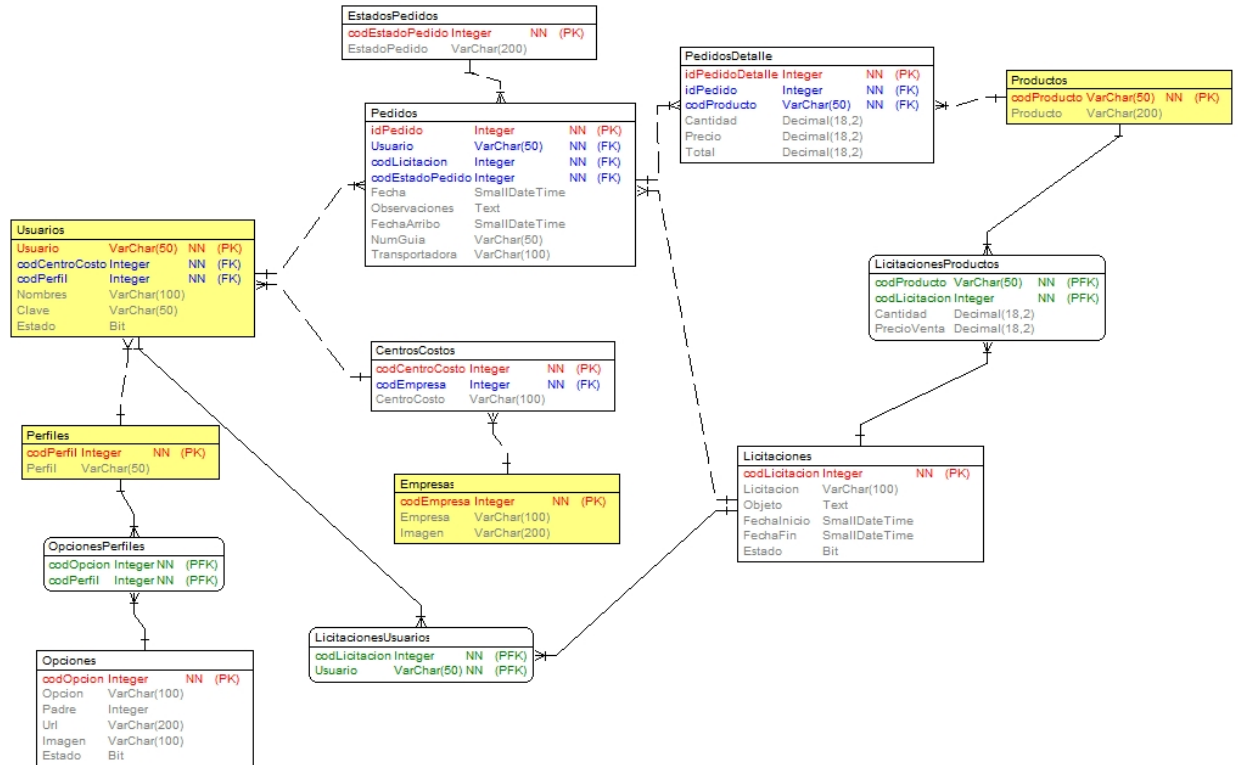 EstadosPedidos
codEstadoPedido Integer NN (PK)
EstadoPedido VarChar(200)
PedidosDetalle
idPedidoDetalle Integer NN (PK)
idPedido Integer NN (FK)
codProducto VarChar(50) NN (FK)
Cantidad Decimal(18,2)
Precio Decimal(18,2)
Total Decimal(18,2)
Productos
codProducto VarChar(50) NN (PK)
Producto VarChar(200)
Pedidos
idPedido Integer NN (PK)
Usuario VarChar(50) NN (FK)
codLicitacion Integer NN (FK)
codEstadoPedido Integer NN (FK)
Fecha SmallDateTime
Observaciones Text
FechaArribo SmallDateTime
NumGuia VarChar(50)
Transportadora VarChar(100)
Usuarios
Usuario VarChar(50) NN (PK)
codCentroCosto Integer NN (FK)
codPerfil Integer NN (FK)
Nombres VarChar(100)
Clave VarChar(50)
Estado Bit
LicitacionesProductos
codProducto VarChar(50) NN (PFK)
codLicitacion Integer NN (PFK)
Cantidad Decimal(18,2)
PrecioVenta Decimal(18,2)
CentrosCostos
codCentroCosto Integer NN (PK)
codEmpresa Integer NN (FK)
CentroCosto VarChar(100)
Perfiles
codPerfil Integer NN (PK)
Perfil VarChar(50)
Empresas
codEmpresa Integer NN (PK)
Empresa VarChar(100)
Imagen VarChar(200)
Licitaciones
codLicitacion Integer NN (PK)
Licitacion VarChar(100)
Objeto Text
FechaInicio SmallDateTime
FechaFin SmallDateTime
Estado Bit
OpcionesPerfiles
codOpcion Integer NN (PFK)
codPerfil Integer NN (PFK)
LicitacionesUsuarios
codLicitacion Integer NN (PFK)
Usuario VarChar(50) NN (PFK)
Opciones
codOpcion Integer NN (PK)
Opcion VarChar(100)
Padre Integer
Url VarChar(200)
Imagen VarChar(100)
Estado Bit